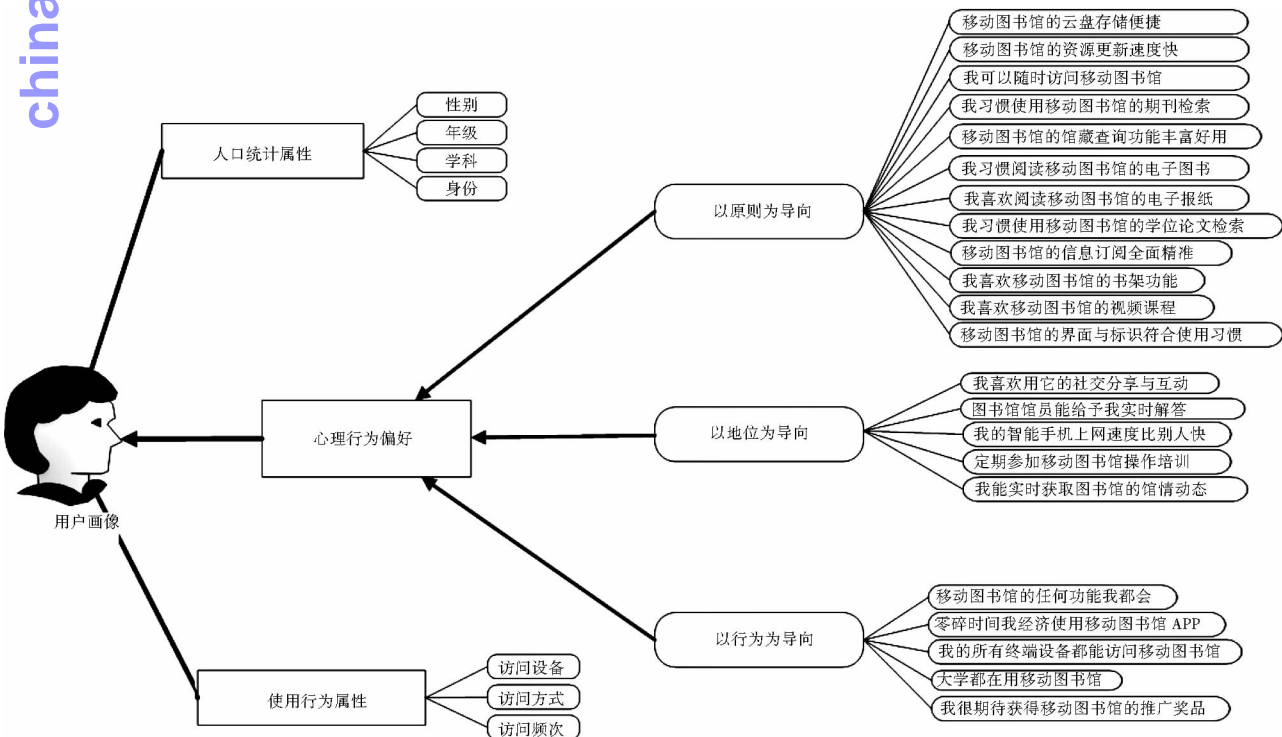 china
移动图书馆的云盘存储便捷
移动图书馆的资源更新速度快
我可以随时访问移动图书馆
我习惯使用移动图书馆的期刊检索
移动图书馆的馆藏查询功能丰富好用
我习惯阅读移动图书馆的电子图书
我喜欢阅读移动图书馆的电子报纸
我习惯使用移动图书馆的学位论文检索
移动图书馆的信息订阅全面精准
我喜欢移动图书馆的书架功能
我喜欢移动图书馆的视频课程
移动图书馆的界面与标识符合使用习惯
性别
年级
学科
身份
人口统计属性
以原则为导向
我喜欢用它的社交分享与互动
图书馆馆员能给予我实时解答
我的智能手机上网速度比别人快
定期参加移动图书馆操作培训
我能实时获取图书馆的馆情动态
心理行为偏好
以地位为导向
用户画像
移动图书馆的任何功能我都会
零碎时间我经济使用移动图书馆 APP
我的所有终端设备都能访问移动图书馆
大学都在用移动图书馆
我很期待获得移动图书馆的推广奖品
以行为为导向
使用行为属性
访问设备
访问方式
访问频次